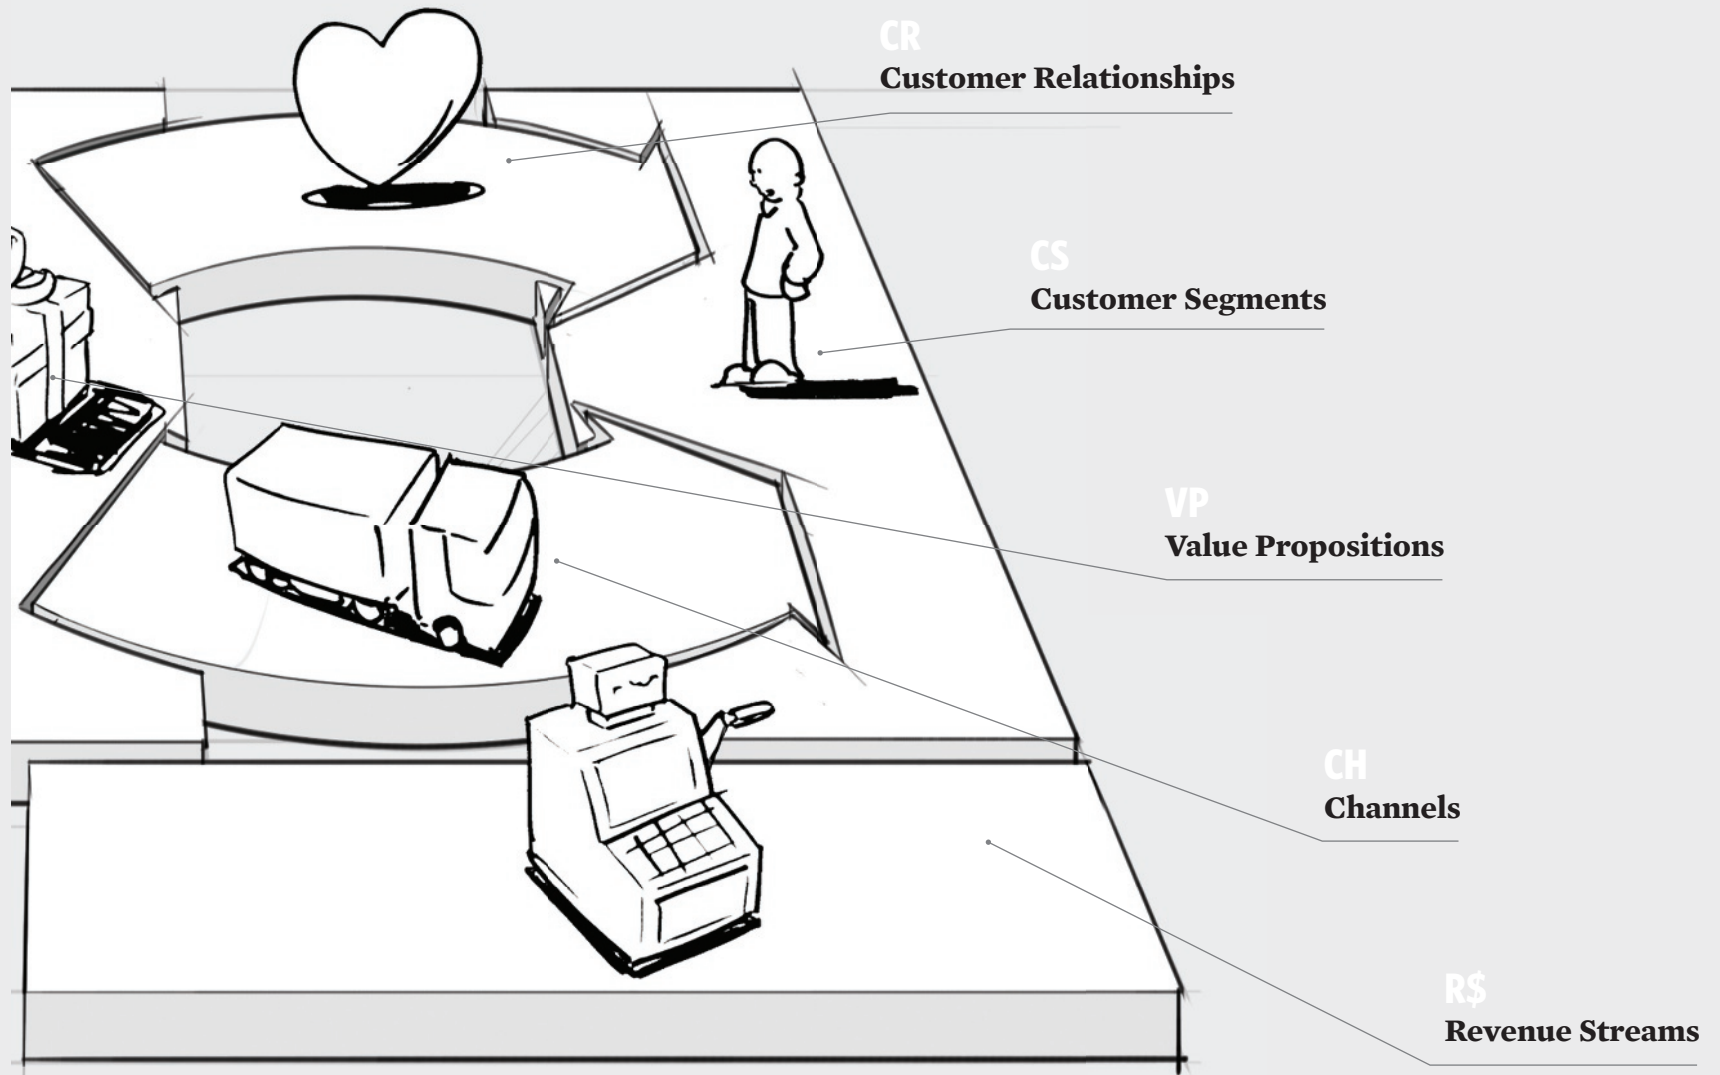 CR
Customer Relationships
CS
Customer Segments
VP
Value Propositions
CH
Channels
R$
Revenue Streams